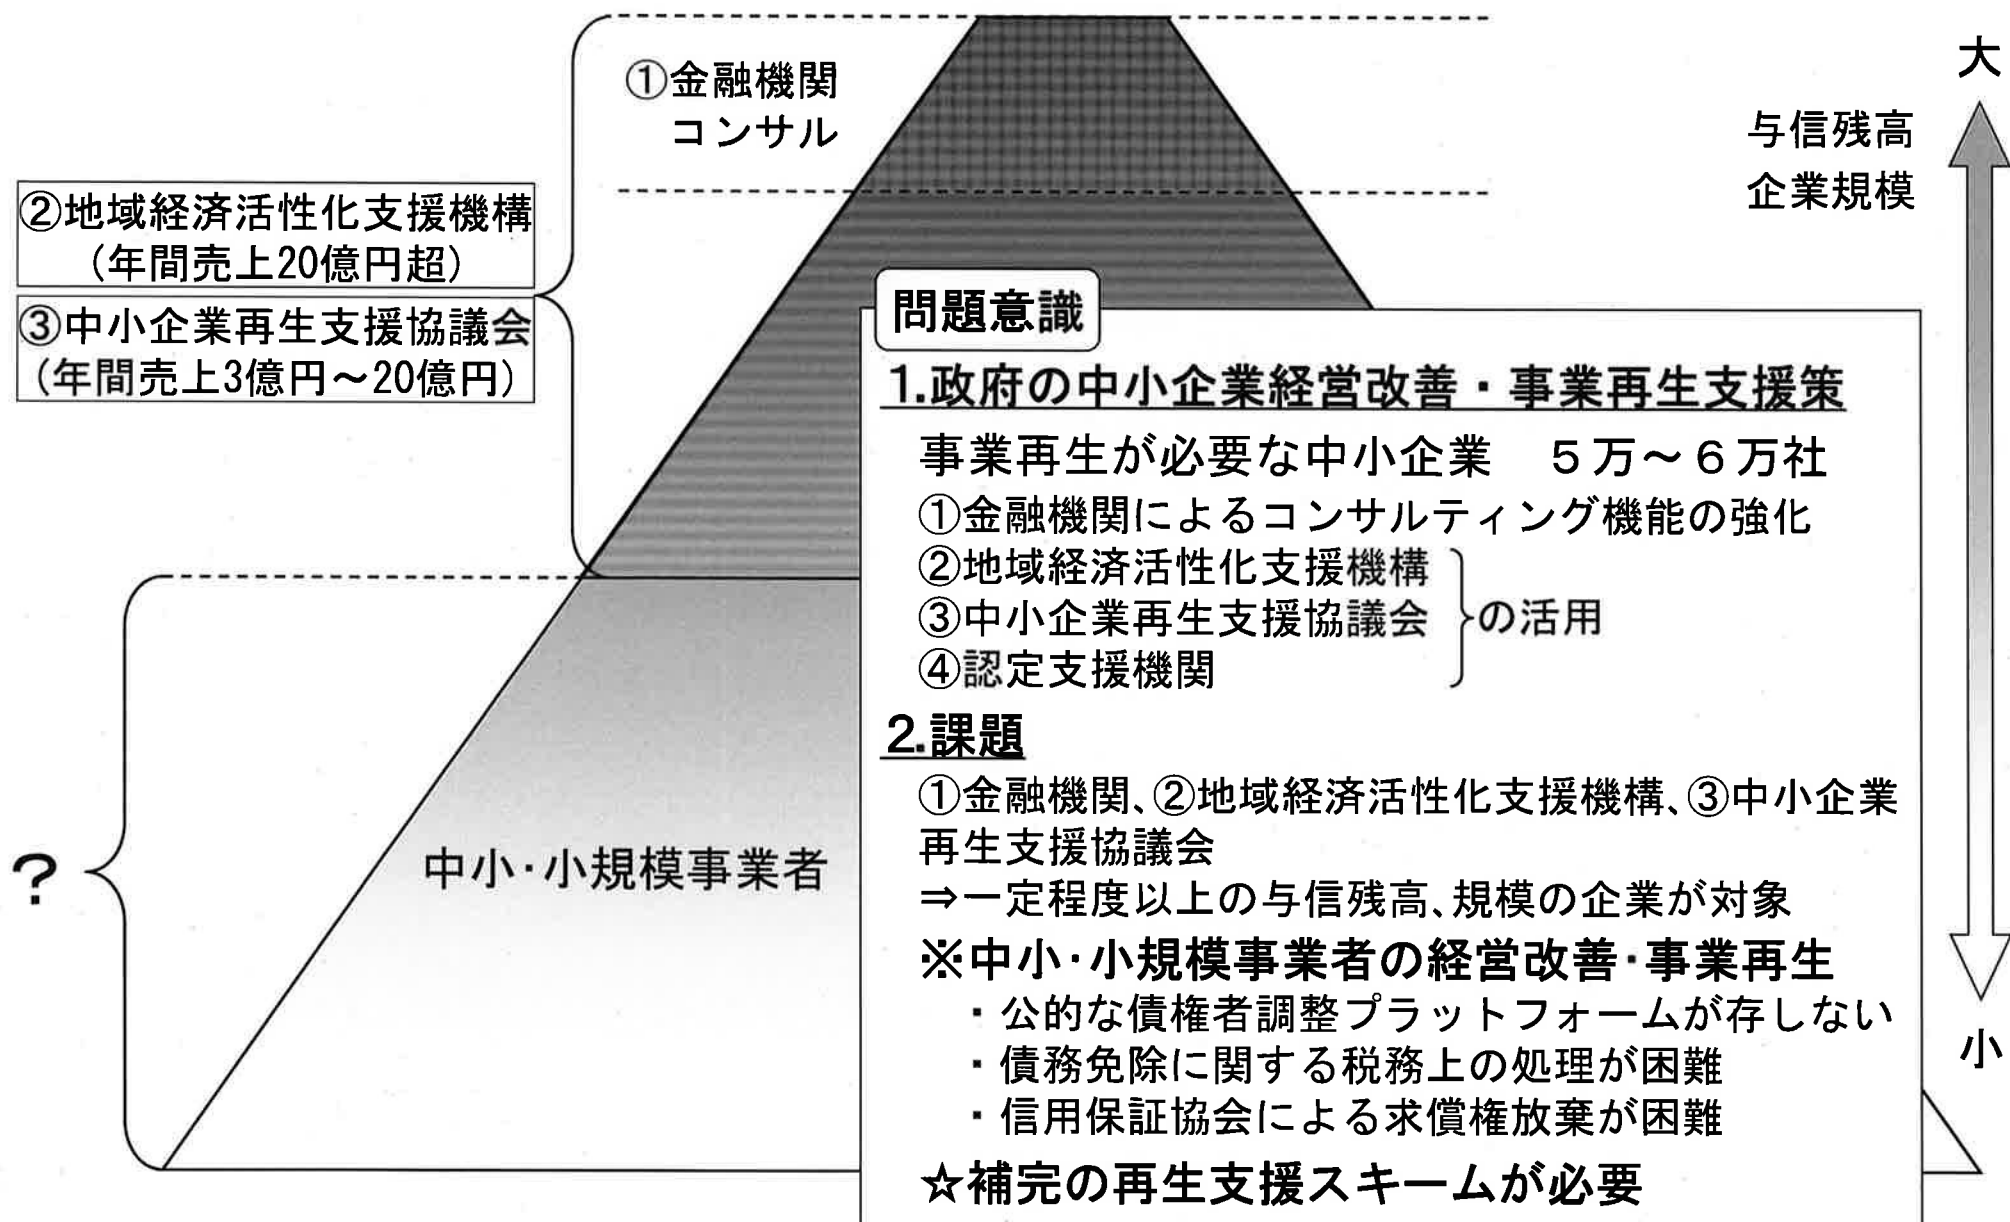 ①金融機関
コンサル
②地域経済活性化支援機構
(年間売上20億円超)
③中小企業再生支援協議会
(年間売上3億円～20億円)
?
中小･小規模事業者
大
与信残高
企業規模
小
問題意識
1.政府の中小企業経営改善・事業再生支援策
事業再生が必要な中小企業　５万～６万社
①金融機関によるコンサルティング機能の強化
②地域経済活性化支援機構
③中小企業再生支援協議会
④認定支援機関
の活用
2.課題
①金融機関､②地域経済活性化支援機構､③中小企業
再生支援協議会
⇒一定程度以上の与信残高､規模の企業が対象
※中小･小規模事業者の経営改善･事業再生
・公的な債権者調整プラットフォームが存しない
・債務免除に関する税務上の処理が困難
・信用保証協会による求償権放棄が困難
☆補完の再生支援スキームが必要